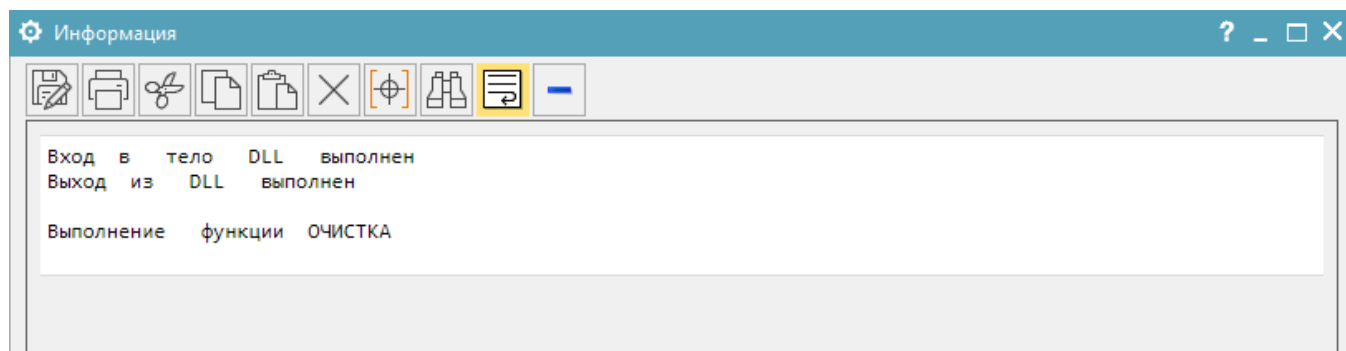 Информация
Вход в тело DLL выполнен
Выход из DLL выполнен
Выполнение функции ОЧИСТКА